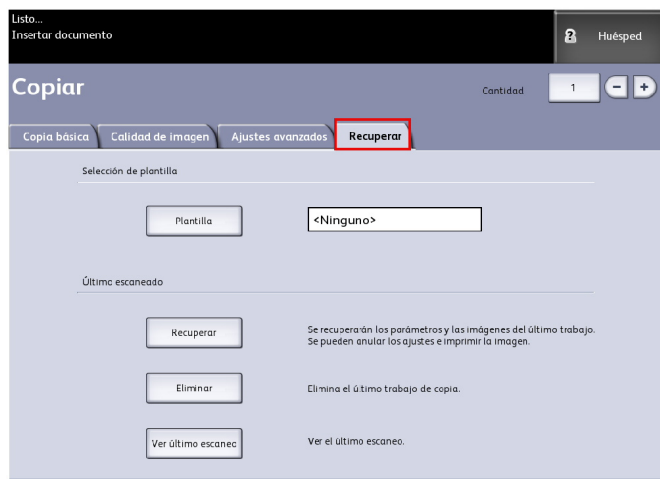 Listo...
Insertar documento
Huésped
Copiar
Cantidad
1
- +
Copia básica Calidad de imagen Ajustes avanzados Recuperar
Selección de plantilla
Plantilla <Ninguno>
Último escaneado
Recuperar Se recuperarán los parámetros y las imágenes del último trabajo.
Se pueden anular los ajustes e imprimir la imagen.
Eliminar Elimina el último trabajo de copia.
Ver último escaneo Ver el último escaneo.